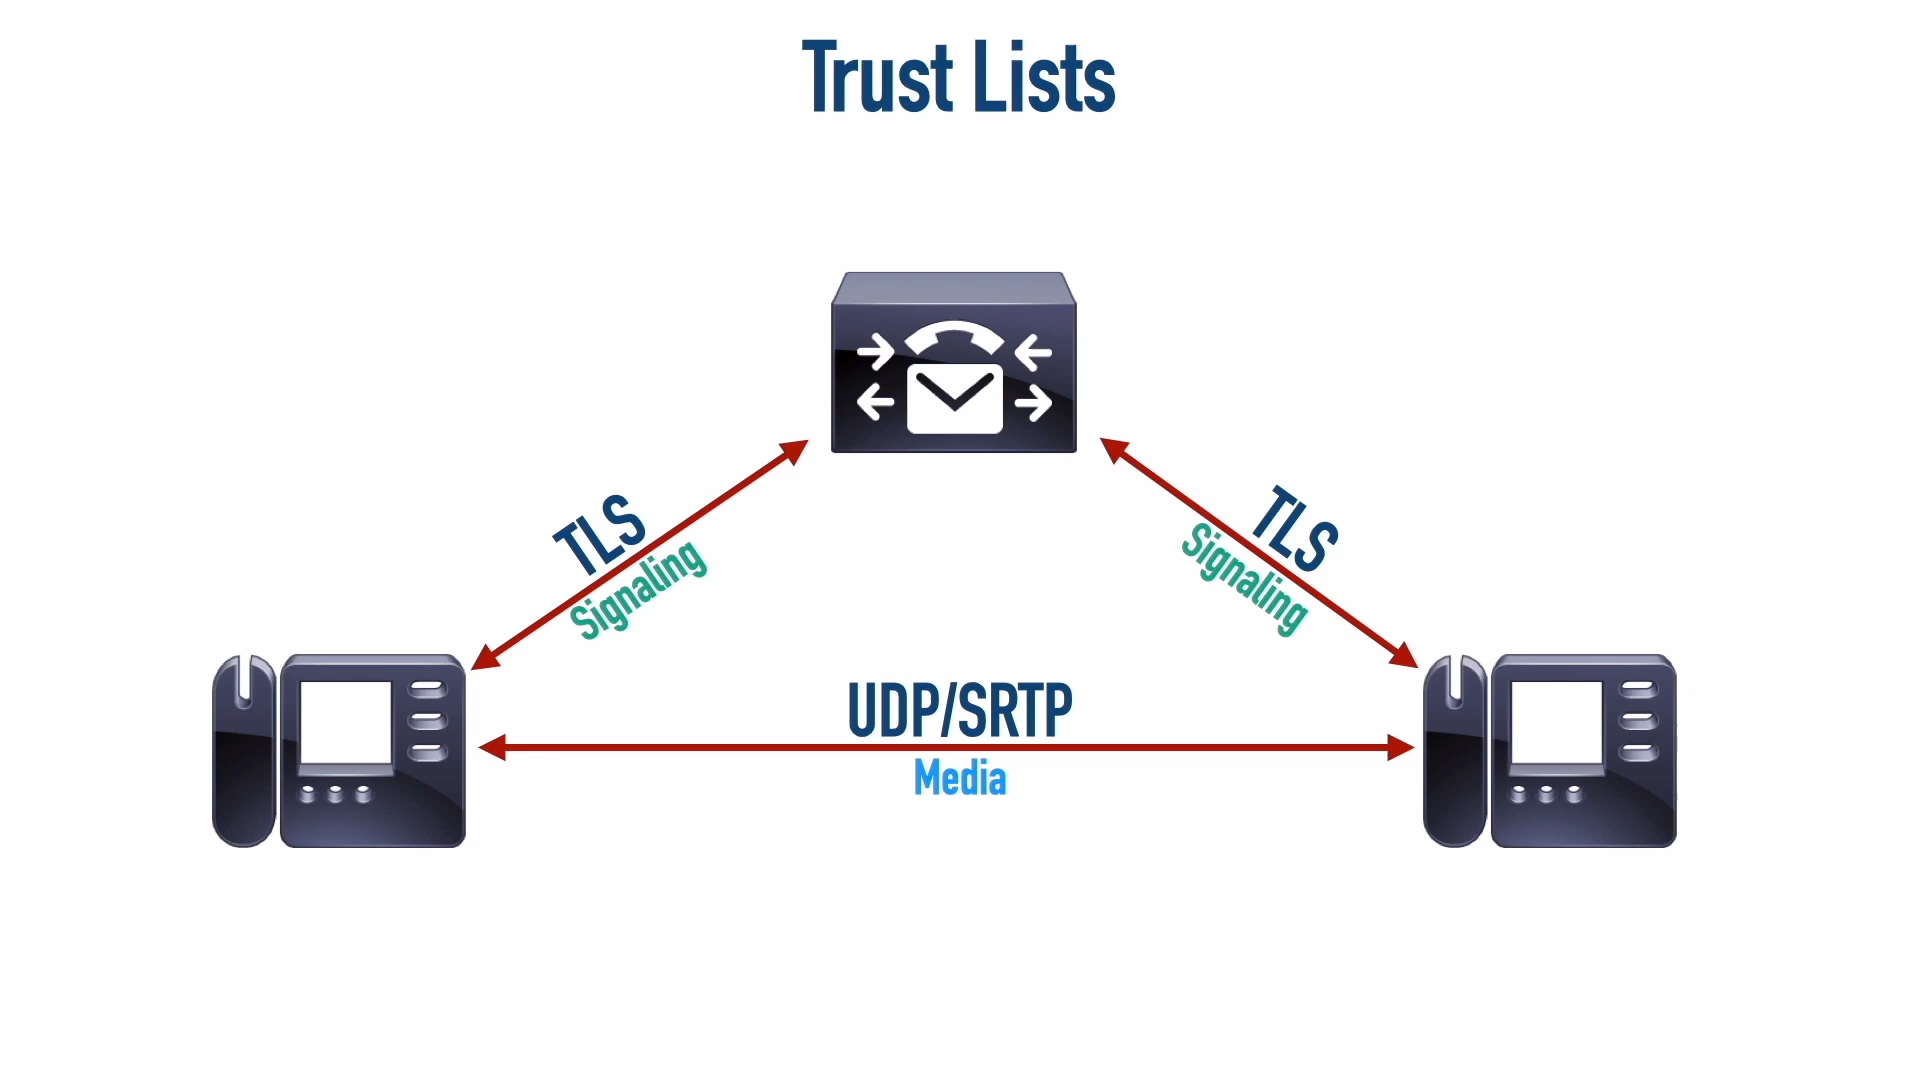 Trust Lists
TLS
Signaling
TLS
Signaling
UDP/SRTP
Media